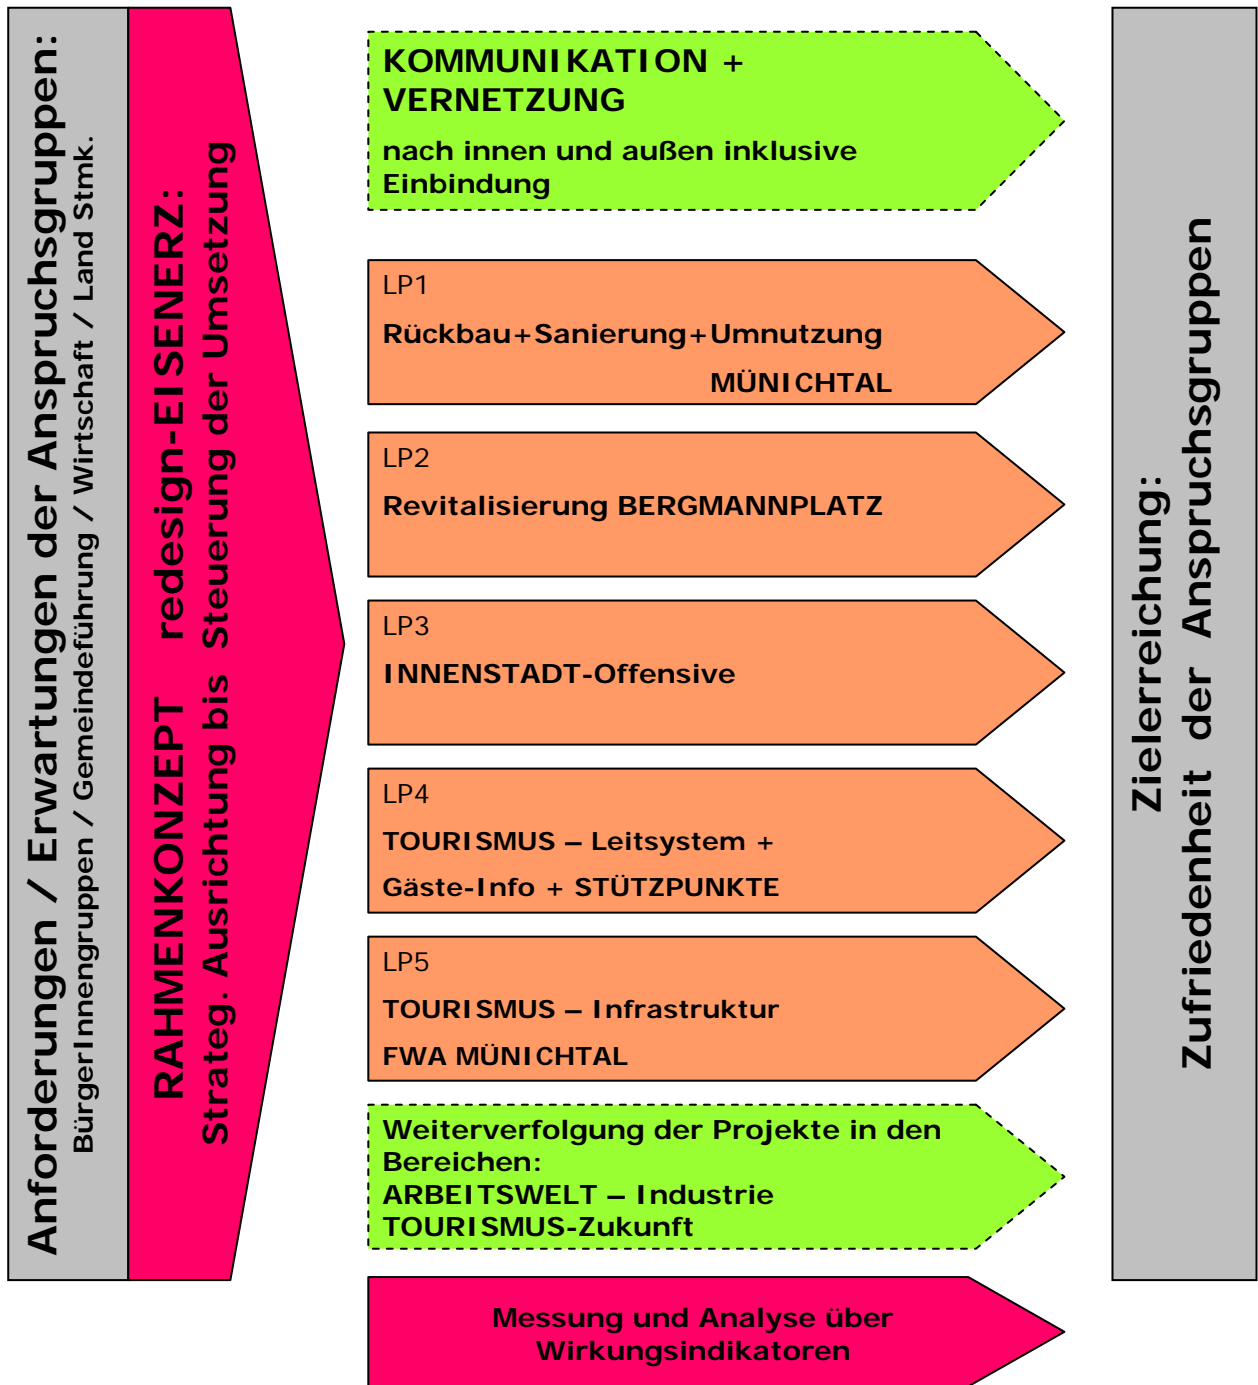 Anforderungen / Erwartungen der Anspruchsgruppen:
BürgerInnengruppen / Gemeindeführung / Wirtschaft / Land Stmk.
RAHMENKONZEPT redesign-EISENERZ:
Strateg. Ausrichtung bis Steuerung der Umsetzung
KOMMUNIKATION +
VERNETZUNG
nach innen und außen inklusive
Einbindung
LP1
Rückbau+Sanierung+Umnutzung
MÜNICHTAL
LP2
Revitalisierung BERGMANNPLATZ
LP3
INNENSTADT-Offensive
LP4
TOURISMUS – Leitsystem +
Gäste-Info + STÜTZPUNKTE
LP5
TOURISMUS – Infrastruktur
FWA MÜNICHTAL
Weiterverfolgung der Projekte in den
Bereichen:
ARBEITSWELT – Industrie
TOURISMUS-Zukunft
Messung und Analyse über
Wirkungsindikatoren
Zielerreichung:
Zufriedenheit der Anspruchsgruppen